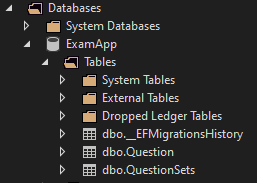 Databases
System Databases
ExamApp
Tables
System Tables
External Tables
Dropped Ledger Tables
dbo.__EFMigrationsHistory
dbo.Question
dbo.QuestionSets